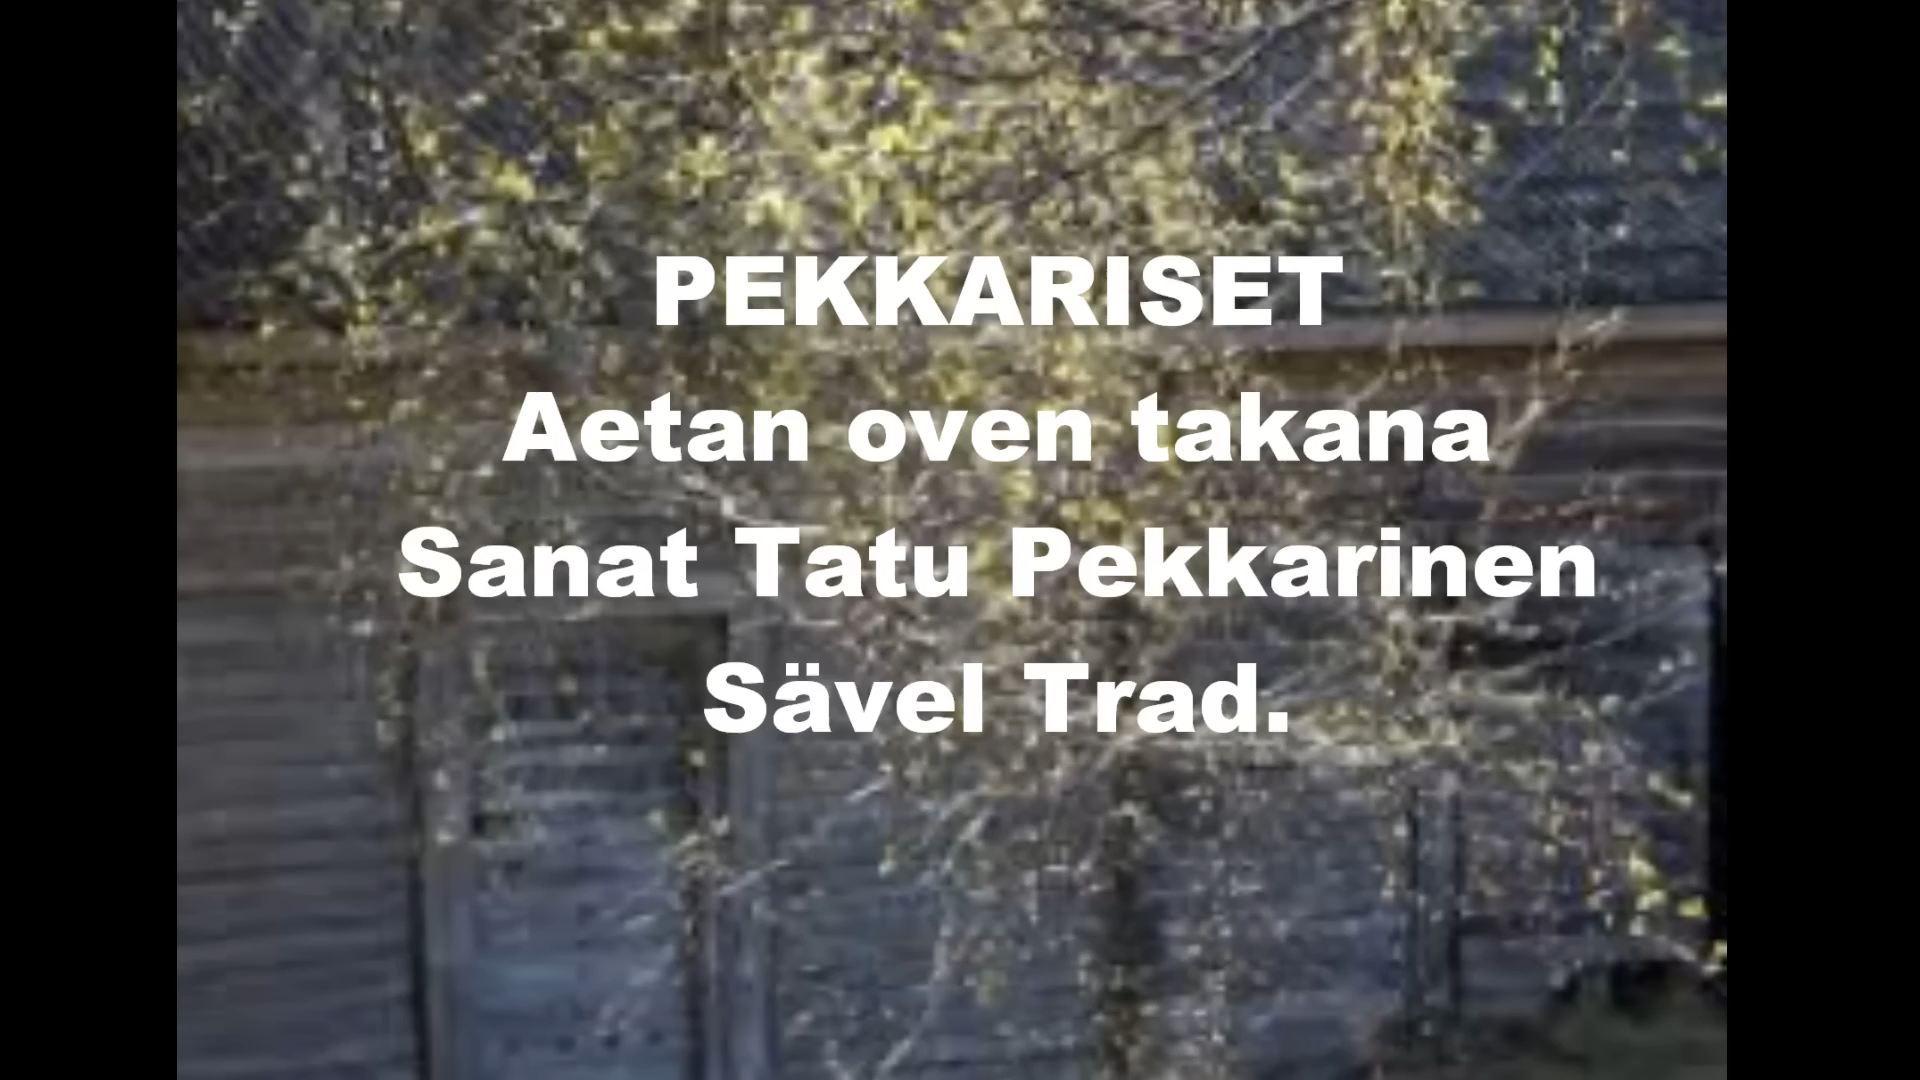 PEKKARISET
Aetan oven takana
Sanat Tatu Pekkarinen
Sävel Trad.